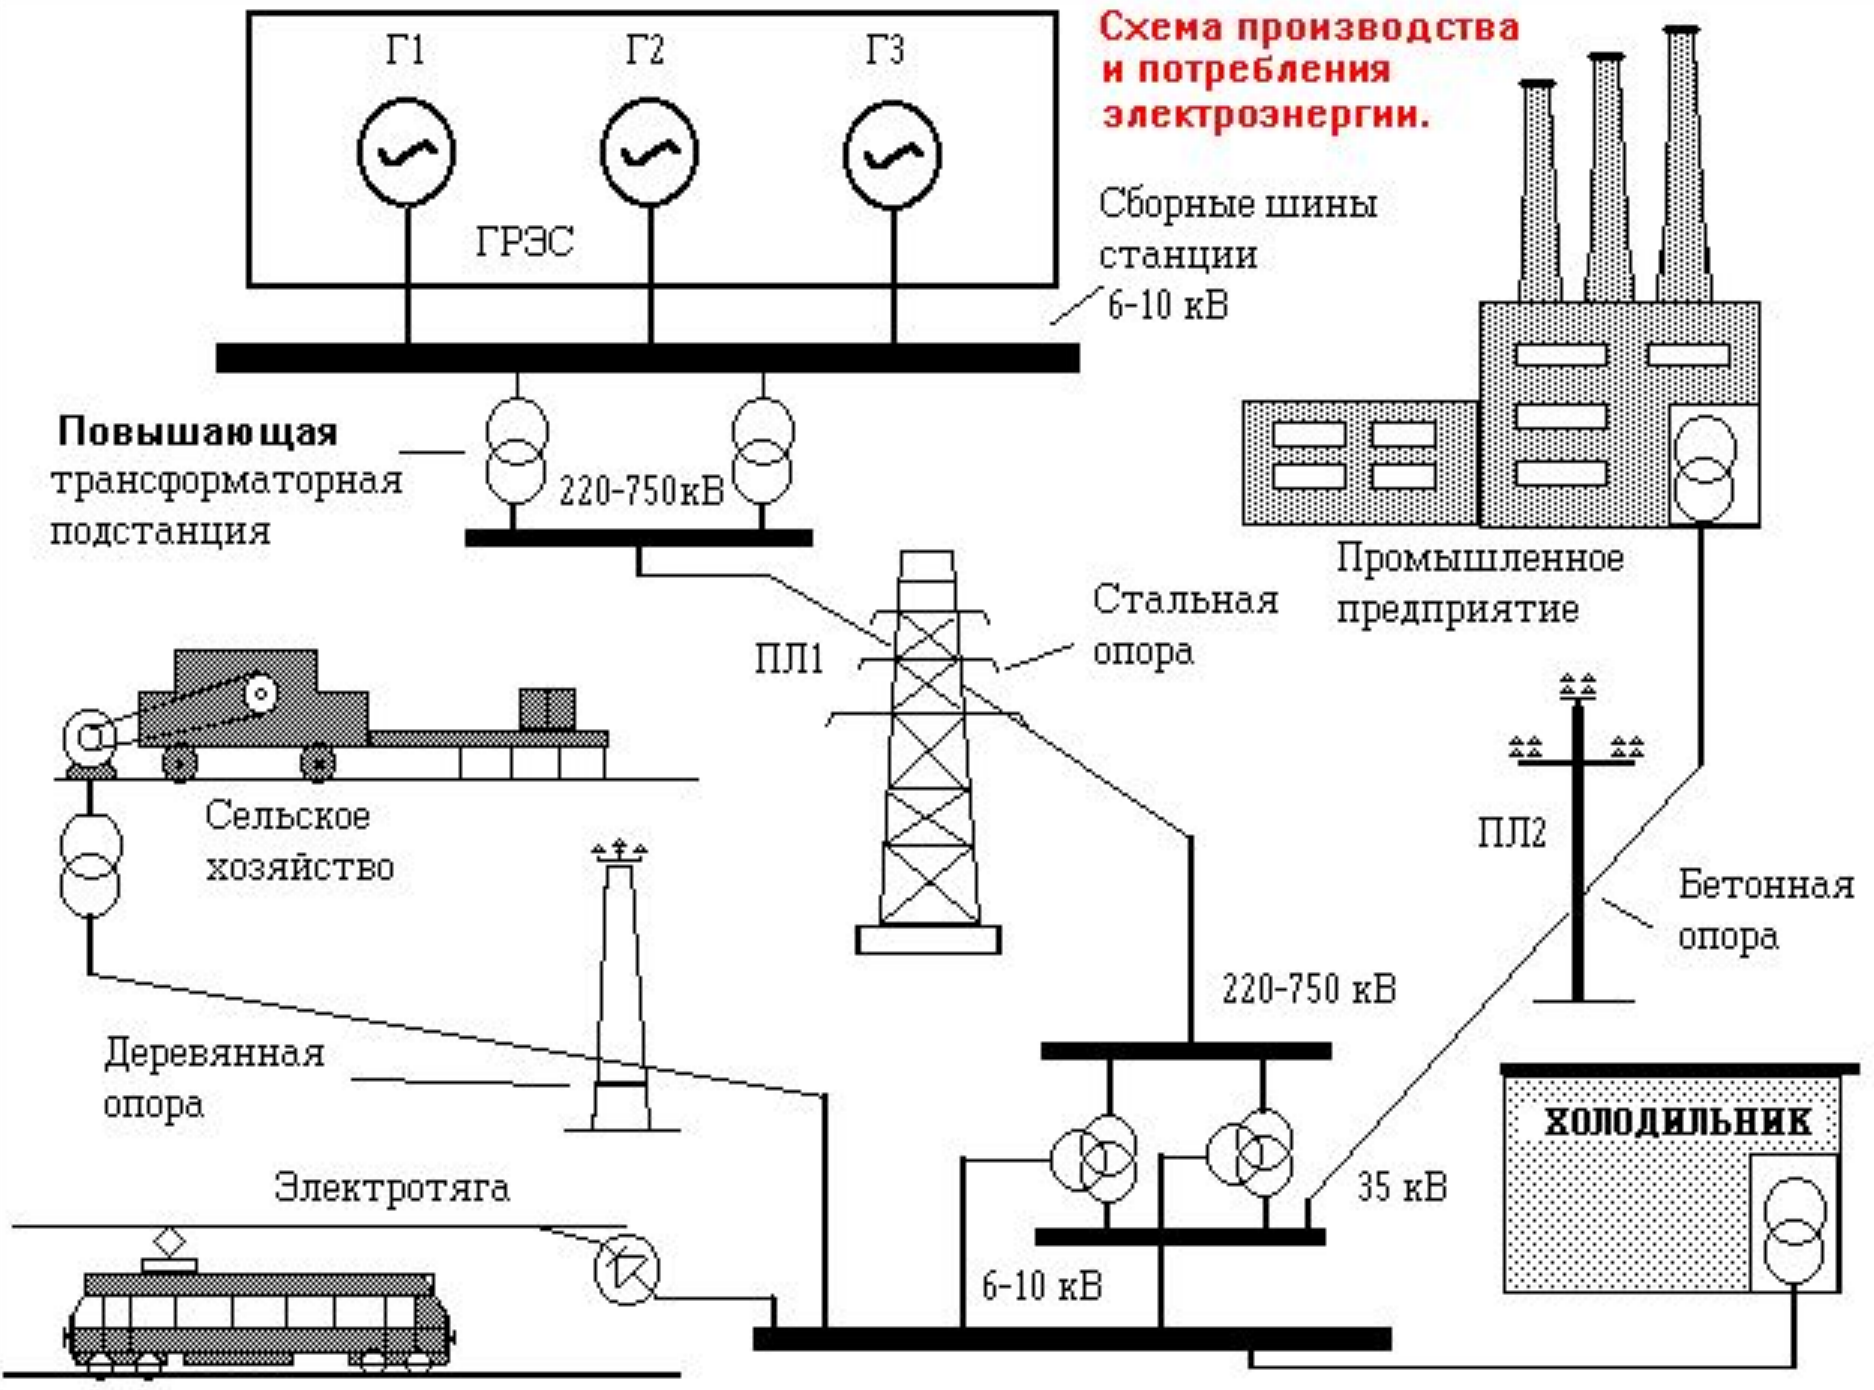 Г1
Г2
Г3
ГРЭС
Схема производства
и потребления
электроэнергии.
Сборные шины
станции
6-10 кВ
Повышающая
трансформаторная
подстанция
220-750кВ
Промышленное
предприятие
Стальная
опора
ПЛ1
Сельское
хозяйство
ПЛ2
Бетонная
опора
220-750 кВ
Деревянная
опора
ХОЛОДИЛЬНИК
Электротяга
35 кВ
6-10 кВ